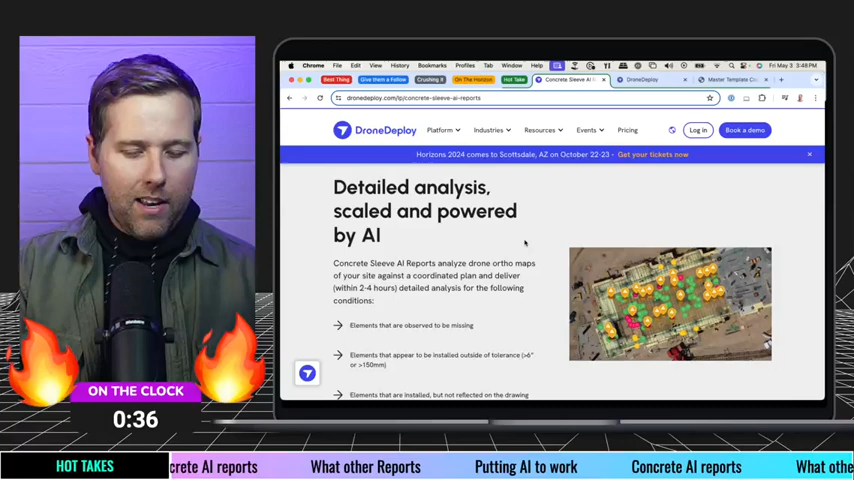 Chrome File Edit View History Bookmarks Profiles Tab Window Help Fri May 3 3:48PM
Best Thing Give them a Follow Crushing it On The Horizon Hot Take Concrete Sleeve AI R DroneDeploy Master Template Co
dronedeploy.com/lp/concrete-sleeve-ai-reports
DroneDeploy Platform Industries Resources Events Pricing Log in Book a demo
Horizons 2024 comes to Scottsdale, AZ on October 22-23 - Get your tickets now
Detailed analysis,
scaled and powered
by AI
Concrete Sleeve AI Reports analyze drone ortho maps
of your site against a coordinated plan and deliver
(within 2-4 hours) detailed analysis for the following
conditions:
Elements that are observed to be missing
Elements that appear to be installed outside of tolerance (>6"
or >150mm)
Elements that are installed, but not reflected on the drawing
ON THE CLOCK
0:36
HOT TAKES crete AI reports What other Reports Putting AI to work Concrete AI reports What othe